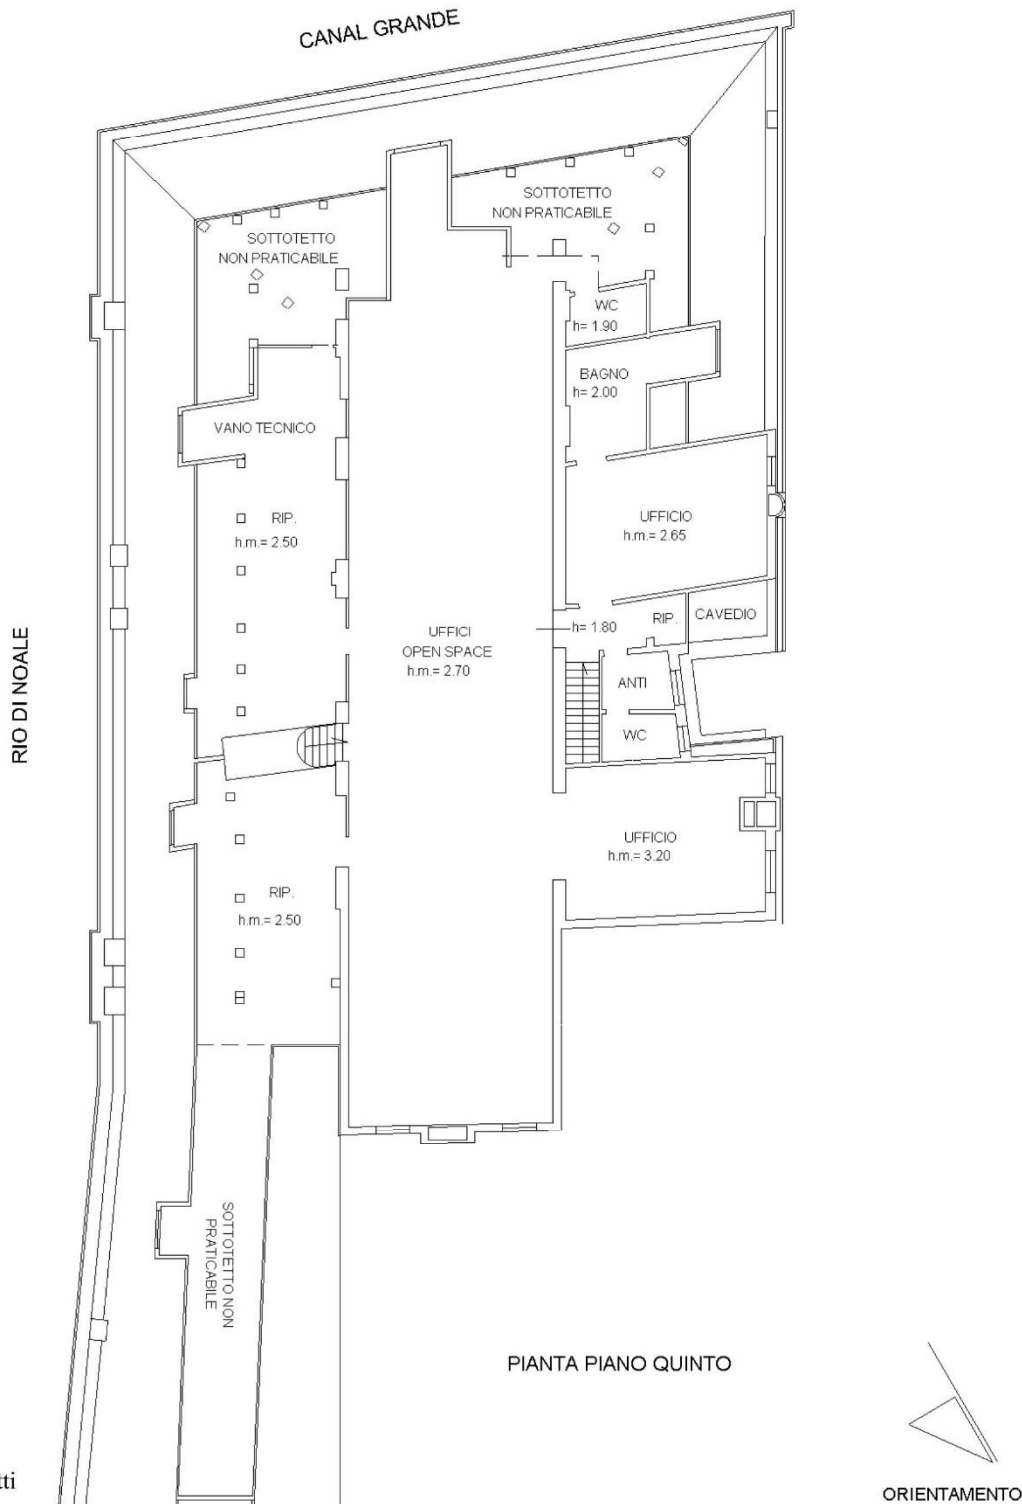 CANAL GRANDE
SOTTOTETTO
NON PRATICABILE
SOTTOTETTO
NON PRATICABILE
WC
h= 1.90
BAGNO
h= 2.00
VANO TECNICO
RIP.
h.m.= 2.50
UFFICIO
h.m.= 2.65
RIP.
CAVEDIO
h= 1.80
UFFICI
OPEN SPACE
h.m.= 2.70
ANTI
WC
RIO DI NOALE
UFFICIO
h.m.= 3.20
RIP.
h.m.= 2.50
SOTTOTETTO NON
PRATICABILE
PIANTA PIANO QUINTO
ORIENTAMENTO